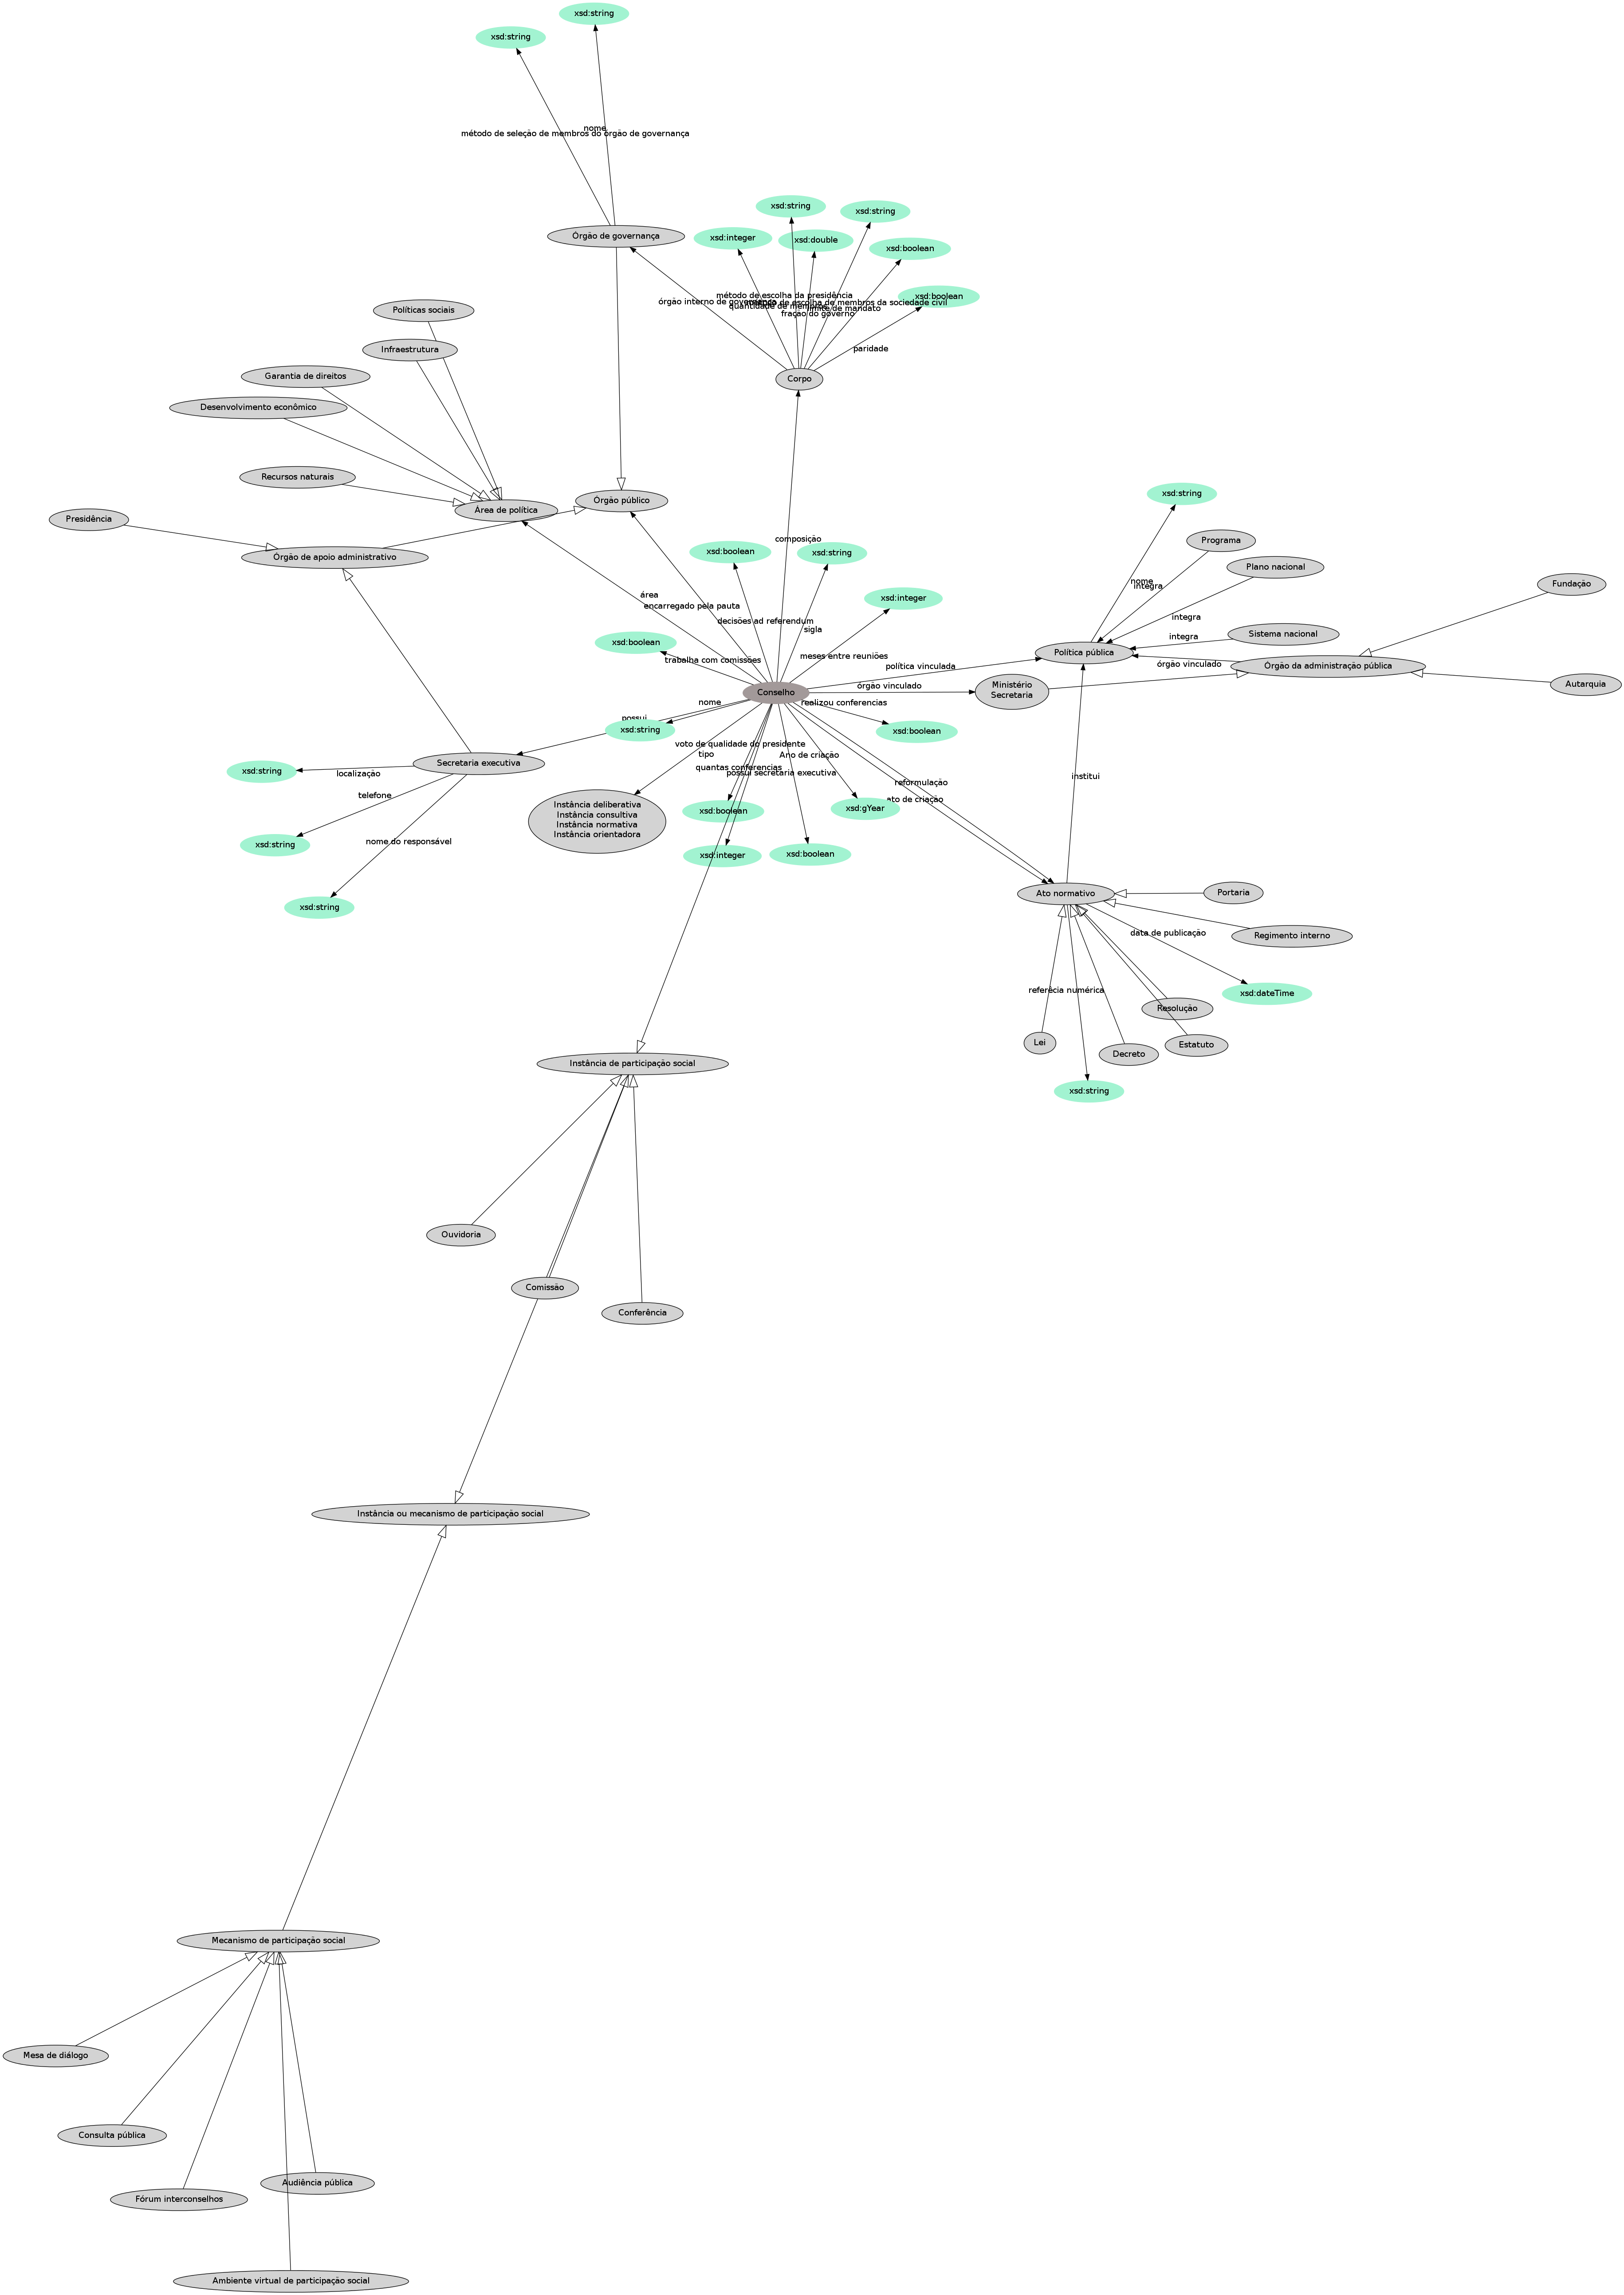 xsd:string
xsd:string
nome
método de seleção de membros do órgão de governança
xsd:string
xsd:string
Órgão de governança
xsd:integer
xsd:double
xsd:boolean
método de escolha da presidência
xsd:boolean
órgão interno de governança
método de escolha de membros da sociedade civil
quantidade de membros
limite de mandato
fração do governo
Políticas sociais
Infraestrutura
paridade
Garantia de direitos
Corpo
Desenvolvimento econômico
Recursos naturais
Órgão público
xsd:string
Área de política
Presidência
composição
Programa
Órgão de apoio administrativo
xsd:boolean
xsd:string
Plano nacional
nome
integra
Fundação
área
encarregado pela pauta
xsd:integer
decisões ad referendum
integra
sigla
Sistema nacional
integra
xsd:boolean
Política pública
trabalha com comissões
meses entre reuniões
política vinculada
órgão vinculado
Órgão da administração pública
Ministério
Secretaria
órgão vinculado
Autarquia
Conselho
nome
realizou conferencias
possui
xsd:string
xsd:boolean
voto de qualidade do presidente
tipo
Ano de criação
Secretaria executiva
quantas conferencias
possui secretaria executiva
xsd:string
localização
institui
reformulação
telefone
ato de criação
Instância deliberativa
Instância consultiva
Instância normativa
Instância orientadora
xsd:boolean
xsd:gYear
xsd:string
nome do responsável
xsd:integer
xsd:boolean
Ato normativo
Portaria
xsd:string
data de publicação
Regimento interno
referêcia numérica
xsd:dateTime
Resolução
Lei
Decreto
Estatuto
Instância de participação social
xsd:string
Ouvidoria
Comissão
Conferência
Instância ou mecanismo de participação social
Mecanismo de participação social
Mesa de diálogo
Consulta pública
Audiência pública
Fórum interconselhos
Ambiente virtual de participação social